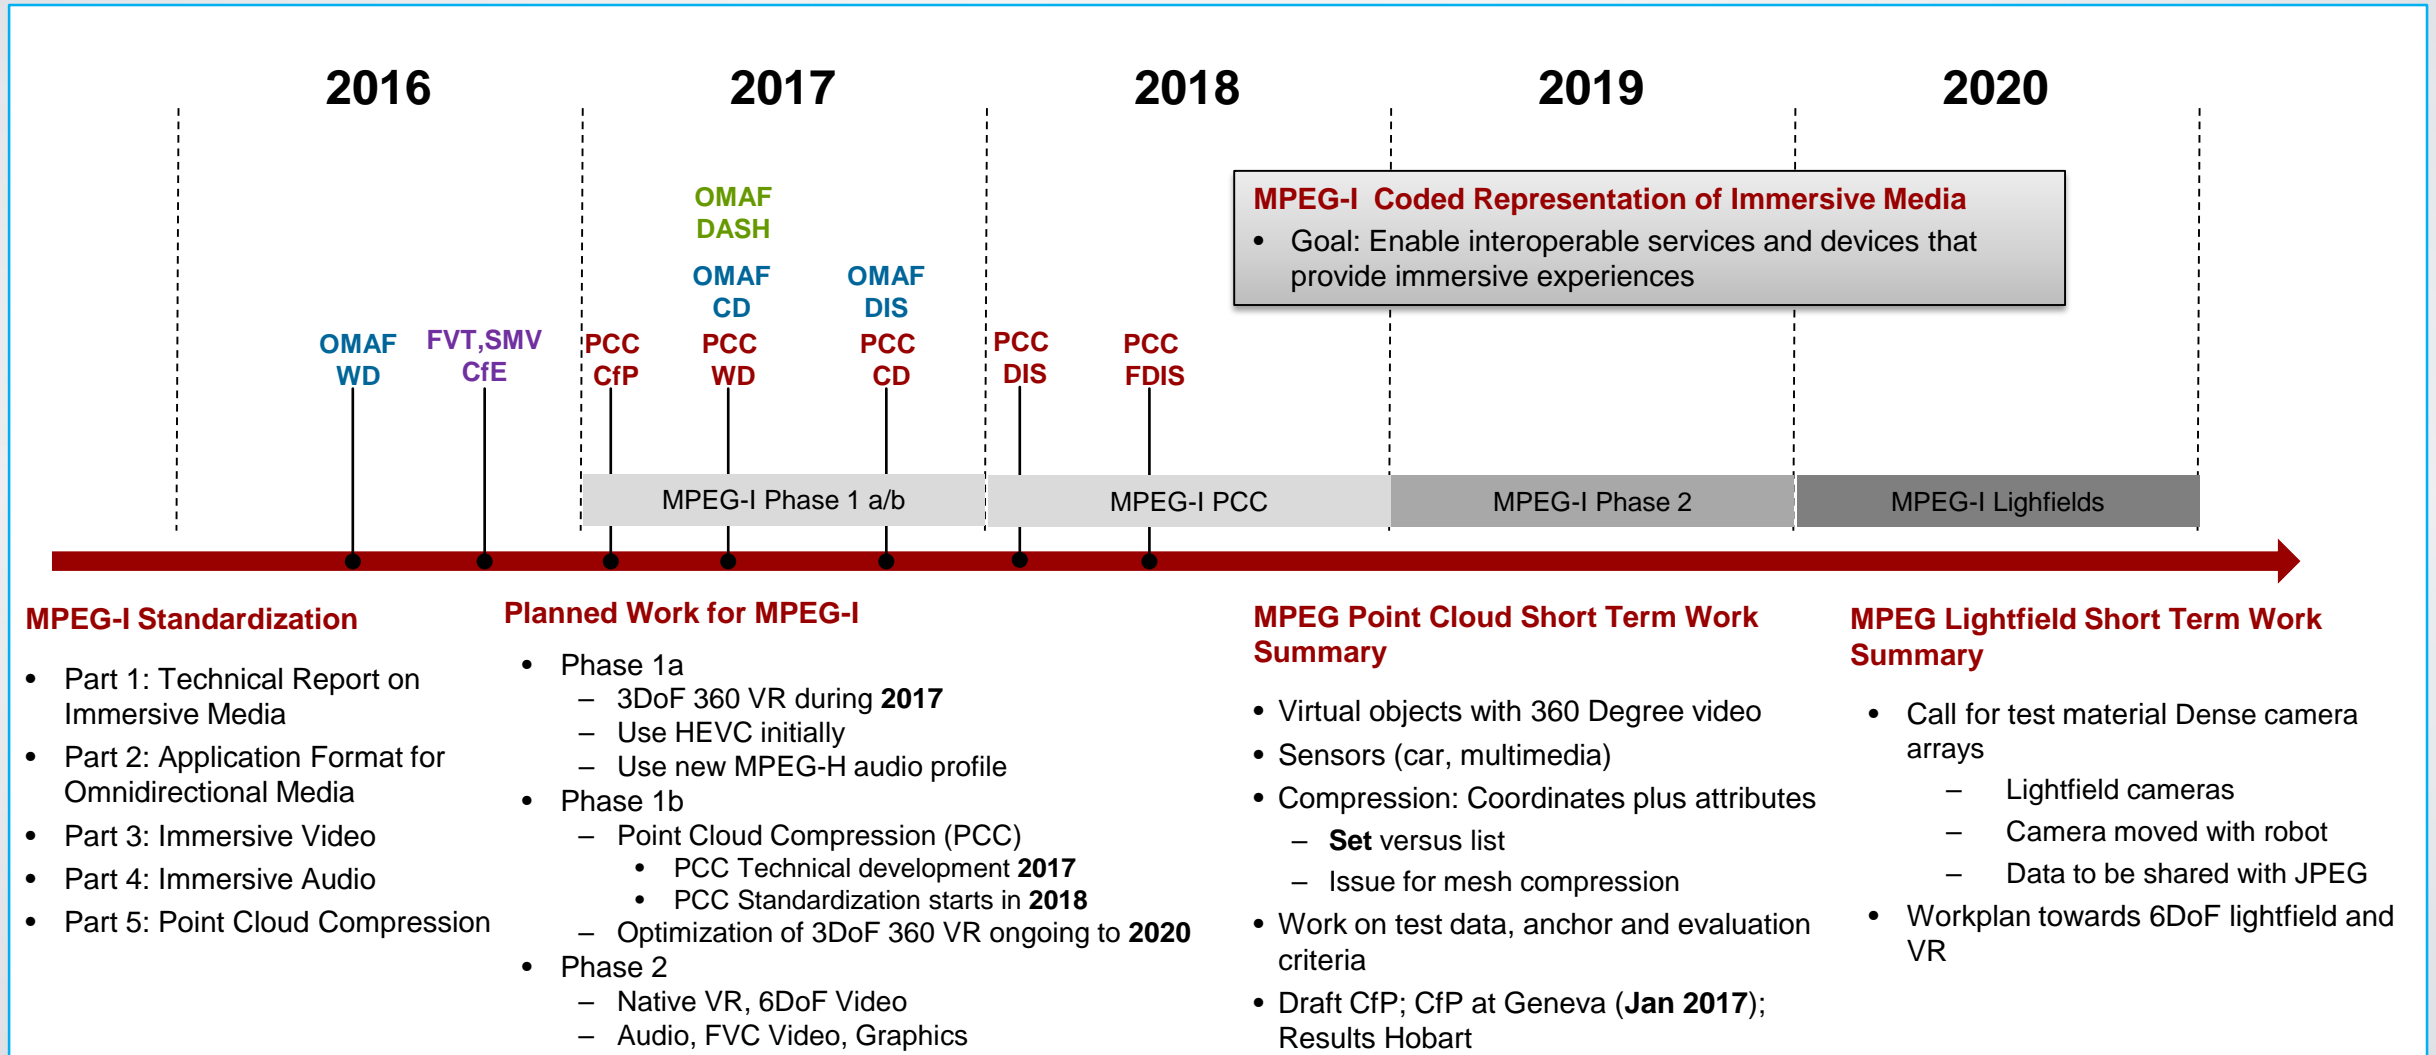 2016
2017
2018
2019
2020
MPEG-I Coded Representation of Immersive Media
• Goal: Enable interoperable services and devices that
provide immersive experiences
OMAF
DASH
OMAF
CD
OMAF
DIS
OMAF
WD
FVT,SMV
CfE
PCC
CfP
PCC
WD
PCC
CD
PCC
DIS
PCC
FDIS
MPEG-I Phase 1 a/b
MPEG-I PCC
MPEG-I Phase 2
MPEG-I Lighfields
MPEG-I Standardization
• Part 1: Technical Report on
Immersive Media
• Part 2: Application Format for
Omnidirectional Media
• Part 3: Immersive Video
• Part 4: Immersive Audio
• Part 5: Point Cloud Compression
Planned Work for MPEG-I
• Phase 1a
– 3DoF 360 VR during 2017
– Use HEVC initially
– Use new MPEG-H audio profile
• Phase 1b
– Point Cloud Compression (PCC)
• PCC Technical development 2017
• PCC Standardization starts in 2018
– Optimization of 3DoF 360 VR ongoing to 2020
• Phase 2
– Native VR, 6DoF Video
– Audio, FVC Video, Graphics
MPEG Point Cloud Short Term Work
Summary
• Virtual objects with 360 Degree video
• Sensors (car, multimedia)
• Compression: Coordinates plus attributes
– Set versus list
– Issue for mesh compression
• Work on test data, anchor and evaluation
criteria
• Draft CfP; CfP at Geneva (Jan 2017);
Results Hobart
MPEG Lightfield Short Term Work
Summary
• Call for test material Dense camera
arrays
– Lightfield cameras
– Camera moved with robot
– Data to be shared with JPEG
• Workplan towards 6DoF lightfield and
VR